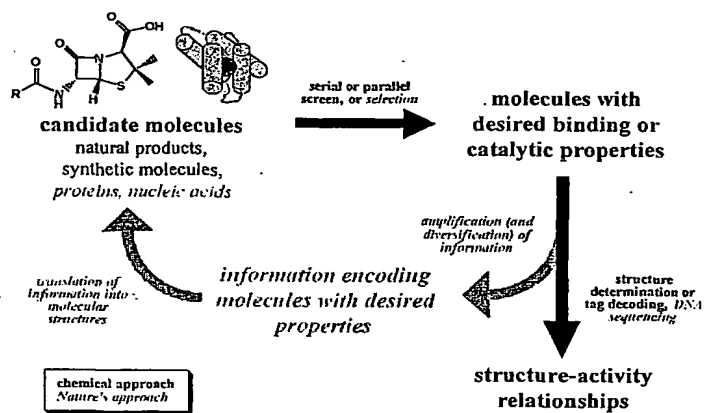 O
OH
O
N
R
N
H
H
S
candidate molecules
natural products,
synthetic molecules,
proteins, nucleic acids
serial or parallel
screen, or selection
molecules with
desired binding or
catalytic properties
amplification (and
diversification) of
information
translation of
information into
molecular
structures
information encoding
molecules with desired
properties
structure
determination or
tag decoding, DNA
sequencing
chemical approach
Nature's approach
structure-activity
relationships